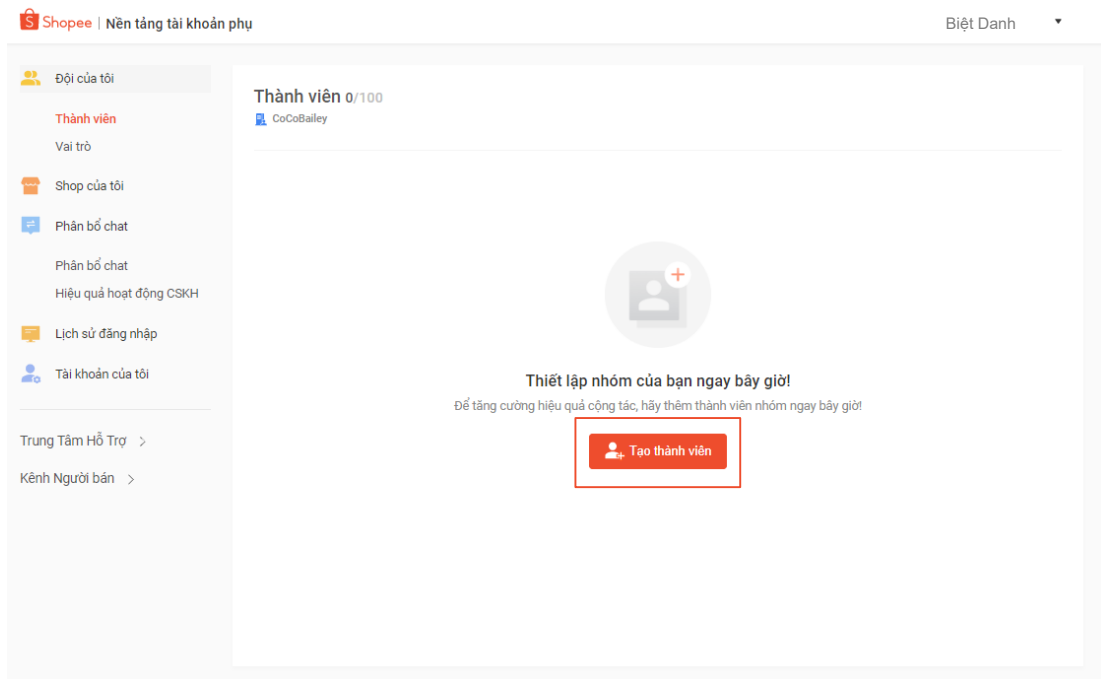 Shopee | Nền tảng tài khoản phụ
Biệt Danh
Đội của tôi
Thành viên
Vai trò
Shop của tôi
Phân bổ chat
Phân bổ chat
Hiệu quả hoạt động CSKH
Lịch sử đăng nhập
Tài khoản của tôi
Trung Tâm Hỗ Trợ >
Kênh Người bán >
Thành viên 0/100
CoCoBailey
Thiết lập nhóm của bạn ngay bây giờ!
Để tăng cường hiệu quả cộng tác, hãy thêm thành viên nhóm ngay bây giờ!
Tạo thành viên